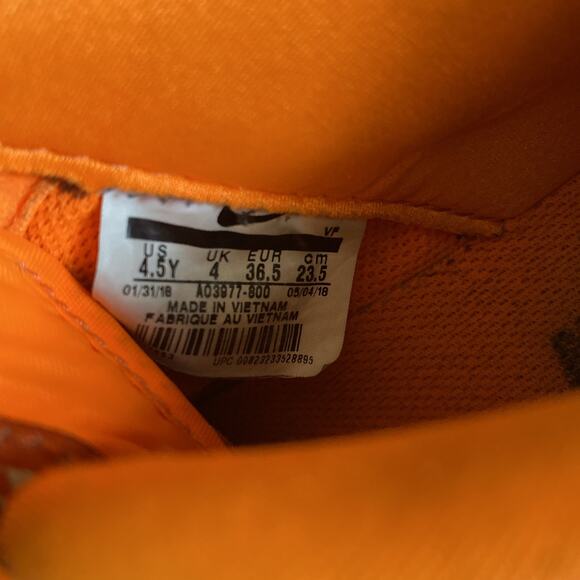 VF
US UK EUR cm
4.5Y 4 36.5 23.5
01/31/18 AO3977-800 05/04/18
MADE IN VIETNAM
FABRIQUE AU VIETNAM
UPC 00823233528895